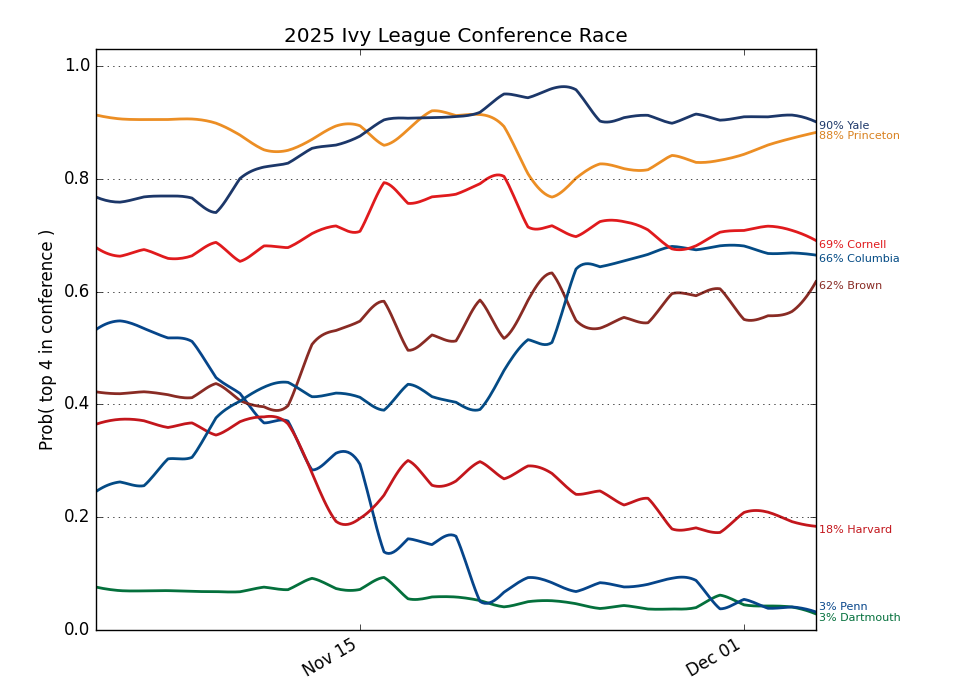 2025 Ivy League Conference Race
Prob( top 4 in conference )
1.0
0.8
0.6
0.4
0.2
0.0
Nov 15
Dec 01
90% Yale
88% Princeton
69% Cornell
66% Columbia
62% Brown
18% Harvard
3% Penn
3% Dartmouth